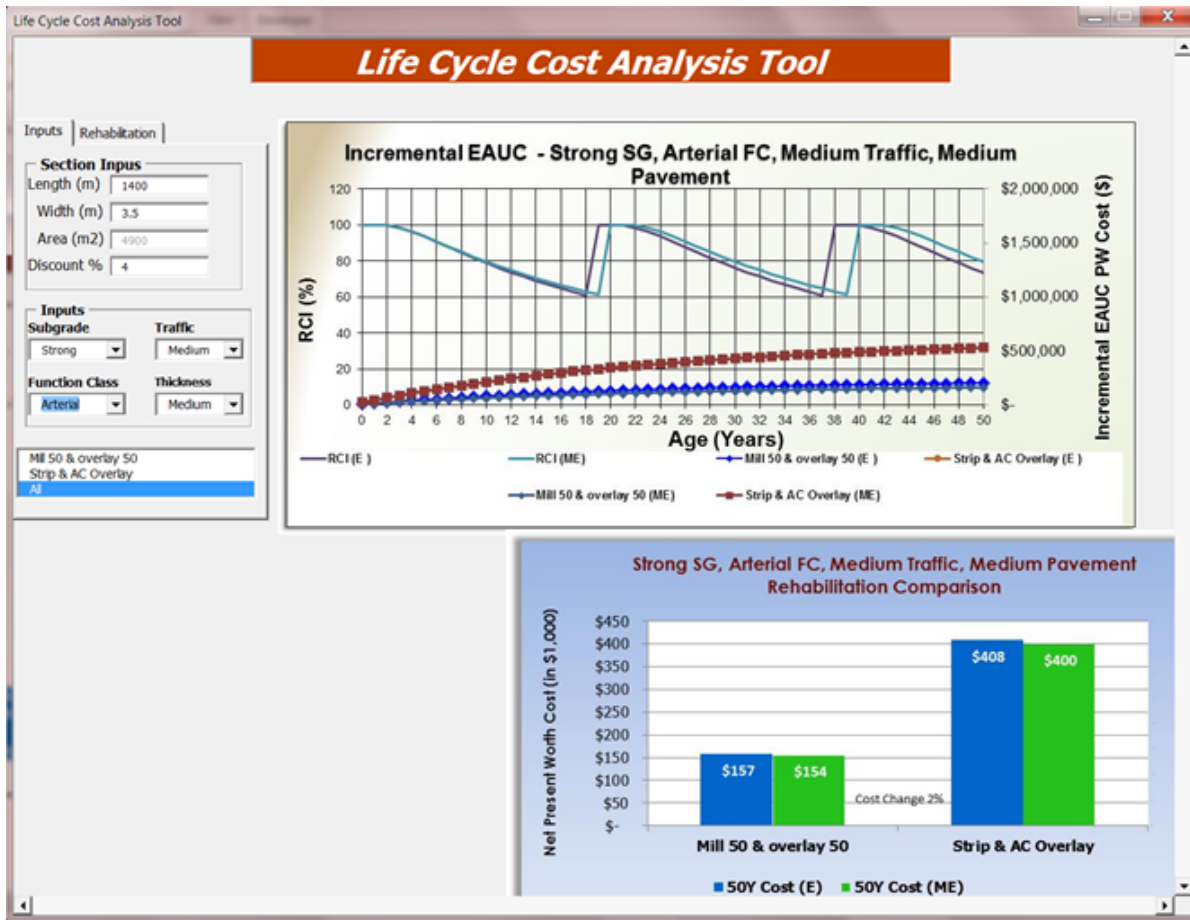 Life Cycle Cost Analysis Tool
Life Cycle Cost Analysis Tool
Inputs
Rehabilitation
Section Inpus
Length (m) 1400
Width (m) 3.5
Area (m2) 4900
Discount % 4
Inputs
Subgrade Traffic
Strong Medium
Function Class Thickness
Arterial Medium
Mill 50 & overlay 50
Strip & AC Overlay
All
Incremental EAUC - Strong SG, Arterial FC, Medium Traffic, Medium
Pavement
RCI (%)
120
100
80
60
40
20
0
$2,000,000
$1,500,000
$1,000,000
$500,000
$-
Incremental EAUC PW Cost ($)
0 2 4 6 8 10 12 14 16 18 20 22 24 26 28 30 32 34 36 38 40 42 44 46 48 50
Age (Years)
RCI (E ) RCI (ME) Mill 50 & overlay 50 (E ) Strip & AC Overlay (E )
Mill 50 & overlay 50 (ME) Strip & AC Overlay (ME)
Strong SG, Arterial FC, Medium Traffic, Medium Pavement
Rehabilitation Comparison
Net Present Worth Cost (in $1,000)
$450
$400
$350
$300
$250
$200
$150
$100
$50
$-
$157 $154
$408 $400
Cost Change 2%
Mill 50 & overlay 50 Strip & AC Overlay
50Y Cost (E) 50Y Cost (ME)